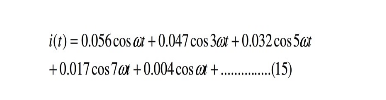 i(t) = 0.056 cos ωt + 0.047 cos 3ωt + 0.032 cos 5ωt
+ 0.017 cos 7ωt + 0.004 cos ωt + ...............(15)